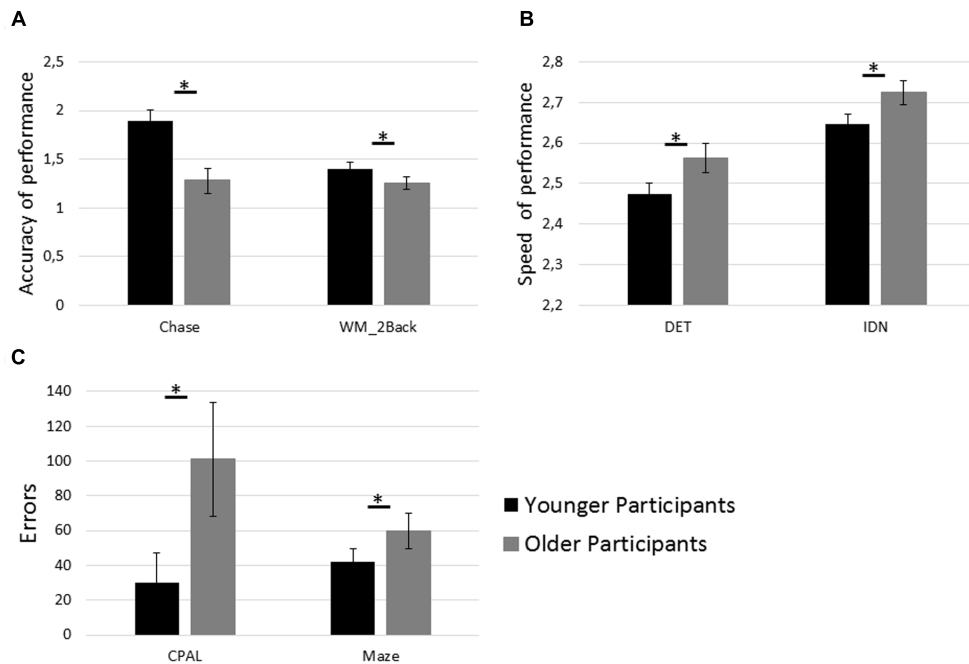 A
Accuracy of performance
2,5
2
1,5
1
0,5
0
*
*
Chase WM_2Back
B
Speed of performance
2,8
2,7
2,6
2,5
2,4
2,3
2,2
*
*
DET IDN
C
Errors
140
120
100
80
60
40
20
0
*
*
CPAL Maze
Younger Participants
Older Participants